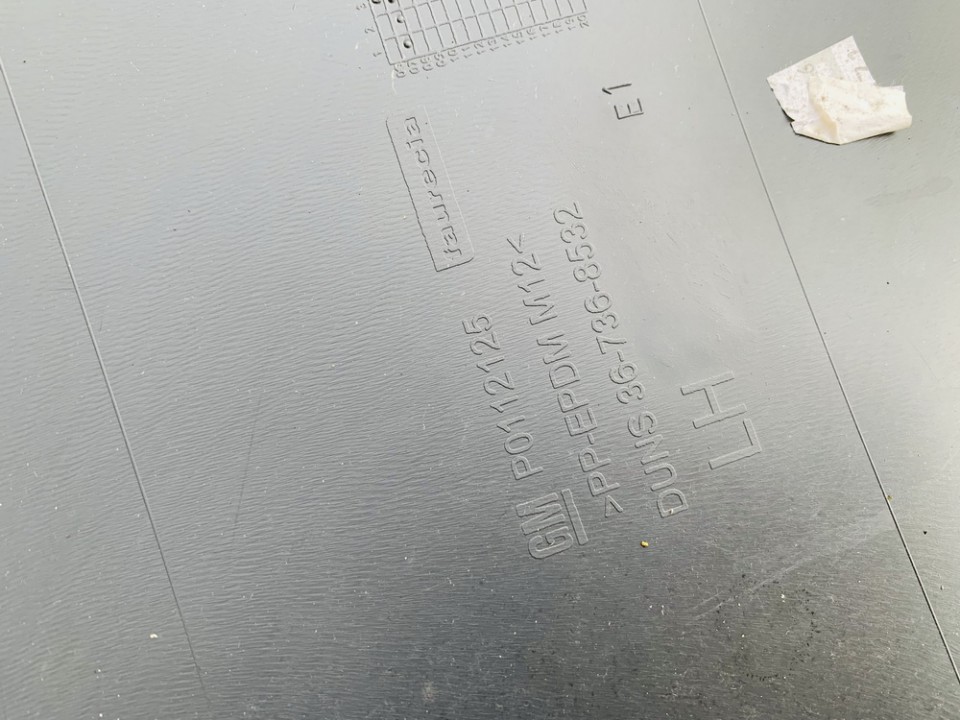 faurecia
E1
GM P0112125
>PP-EPDM M12<
DUNS 36-736-8532
LH